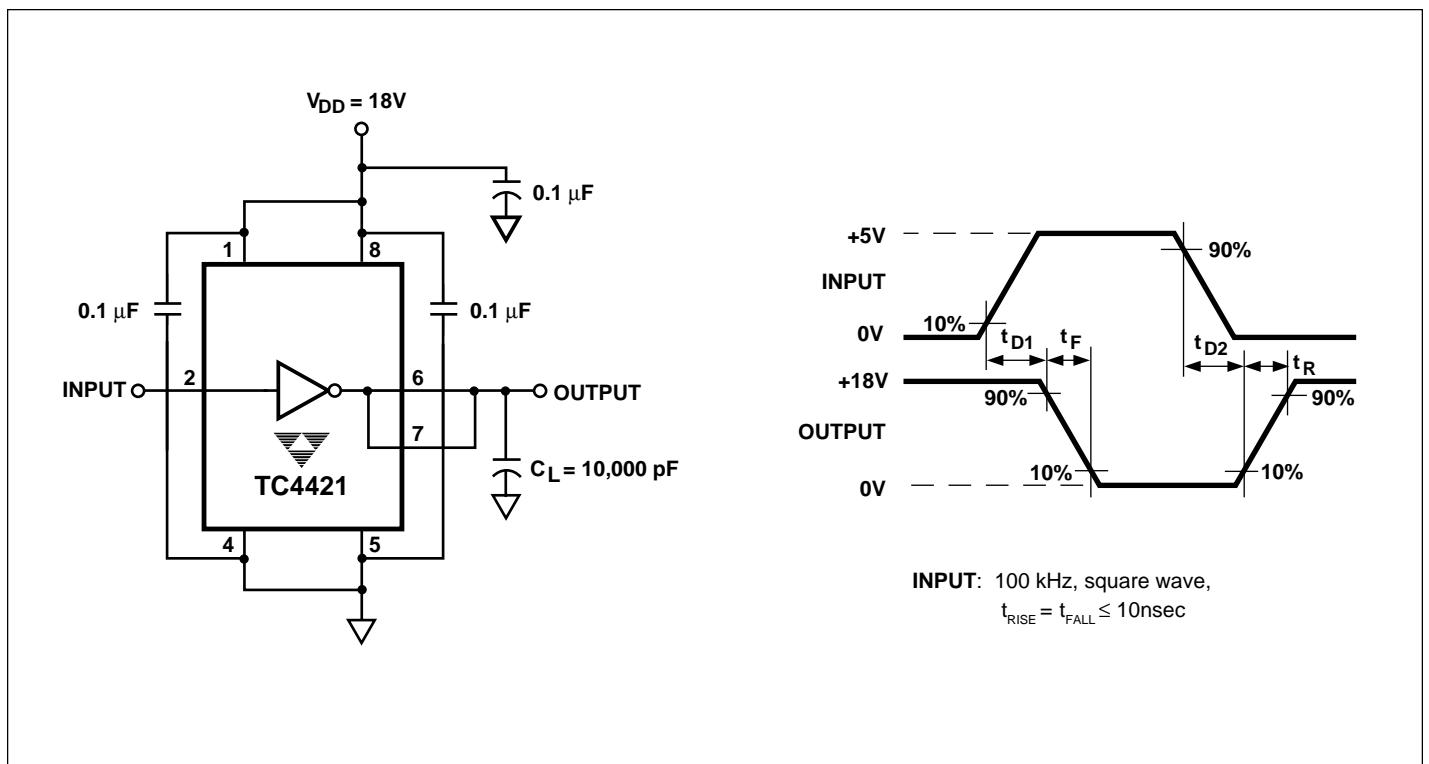 V_DD = 18V
0.1 μF
1
8
0.1 μF
0.1 μF
INPUT
2
6
OUTPUT
7
C_L = 10,000 pF
TC4421
4
5
+5V
90%
INPUT
10%
0V
t_D1
t_F
t_D2
t_R
+18V
90%
90%
OUTPUT
10%
10%
0V
INPUT: 100 kHz, square wave,
t_RISE = t_FALL ≤ 10nsec